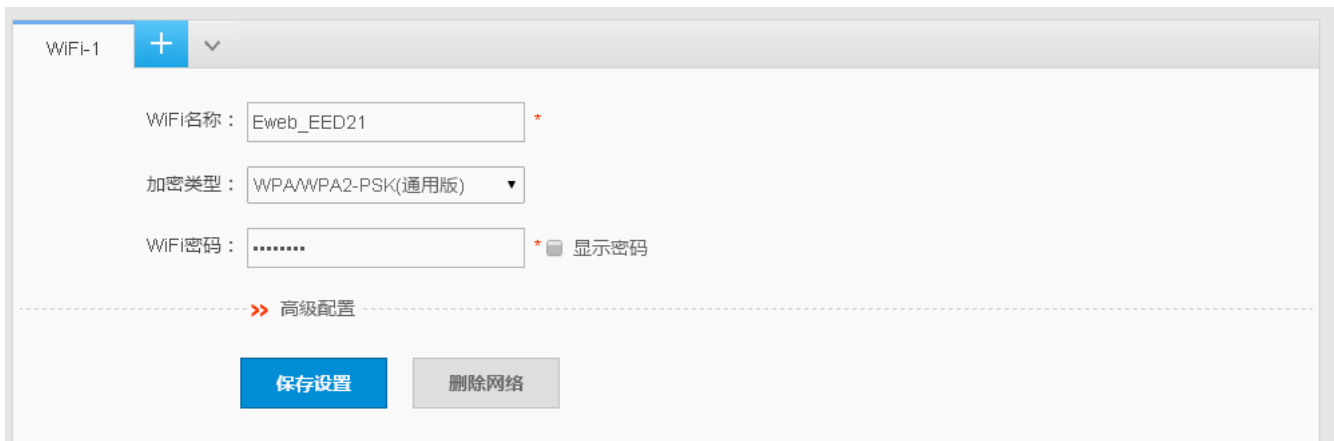 WiFi-1
WiFi名称： Eweb_EED21 *
加密类型： WPA/WPA2-PSK(通用版)
WiFi密码： •••••••• * 显示密码
高级配置
保存设置 删除网络